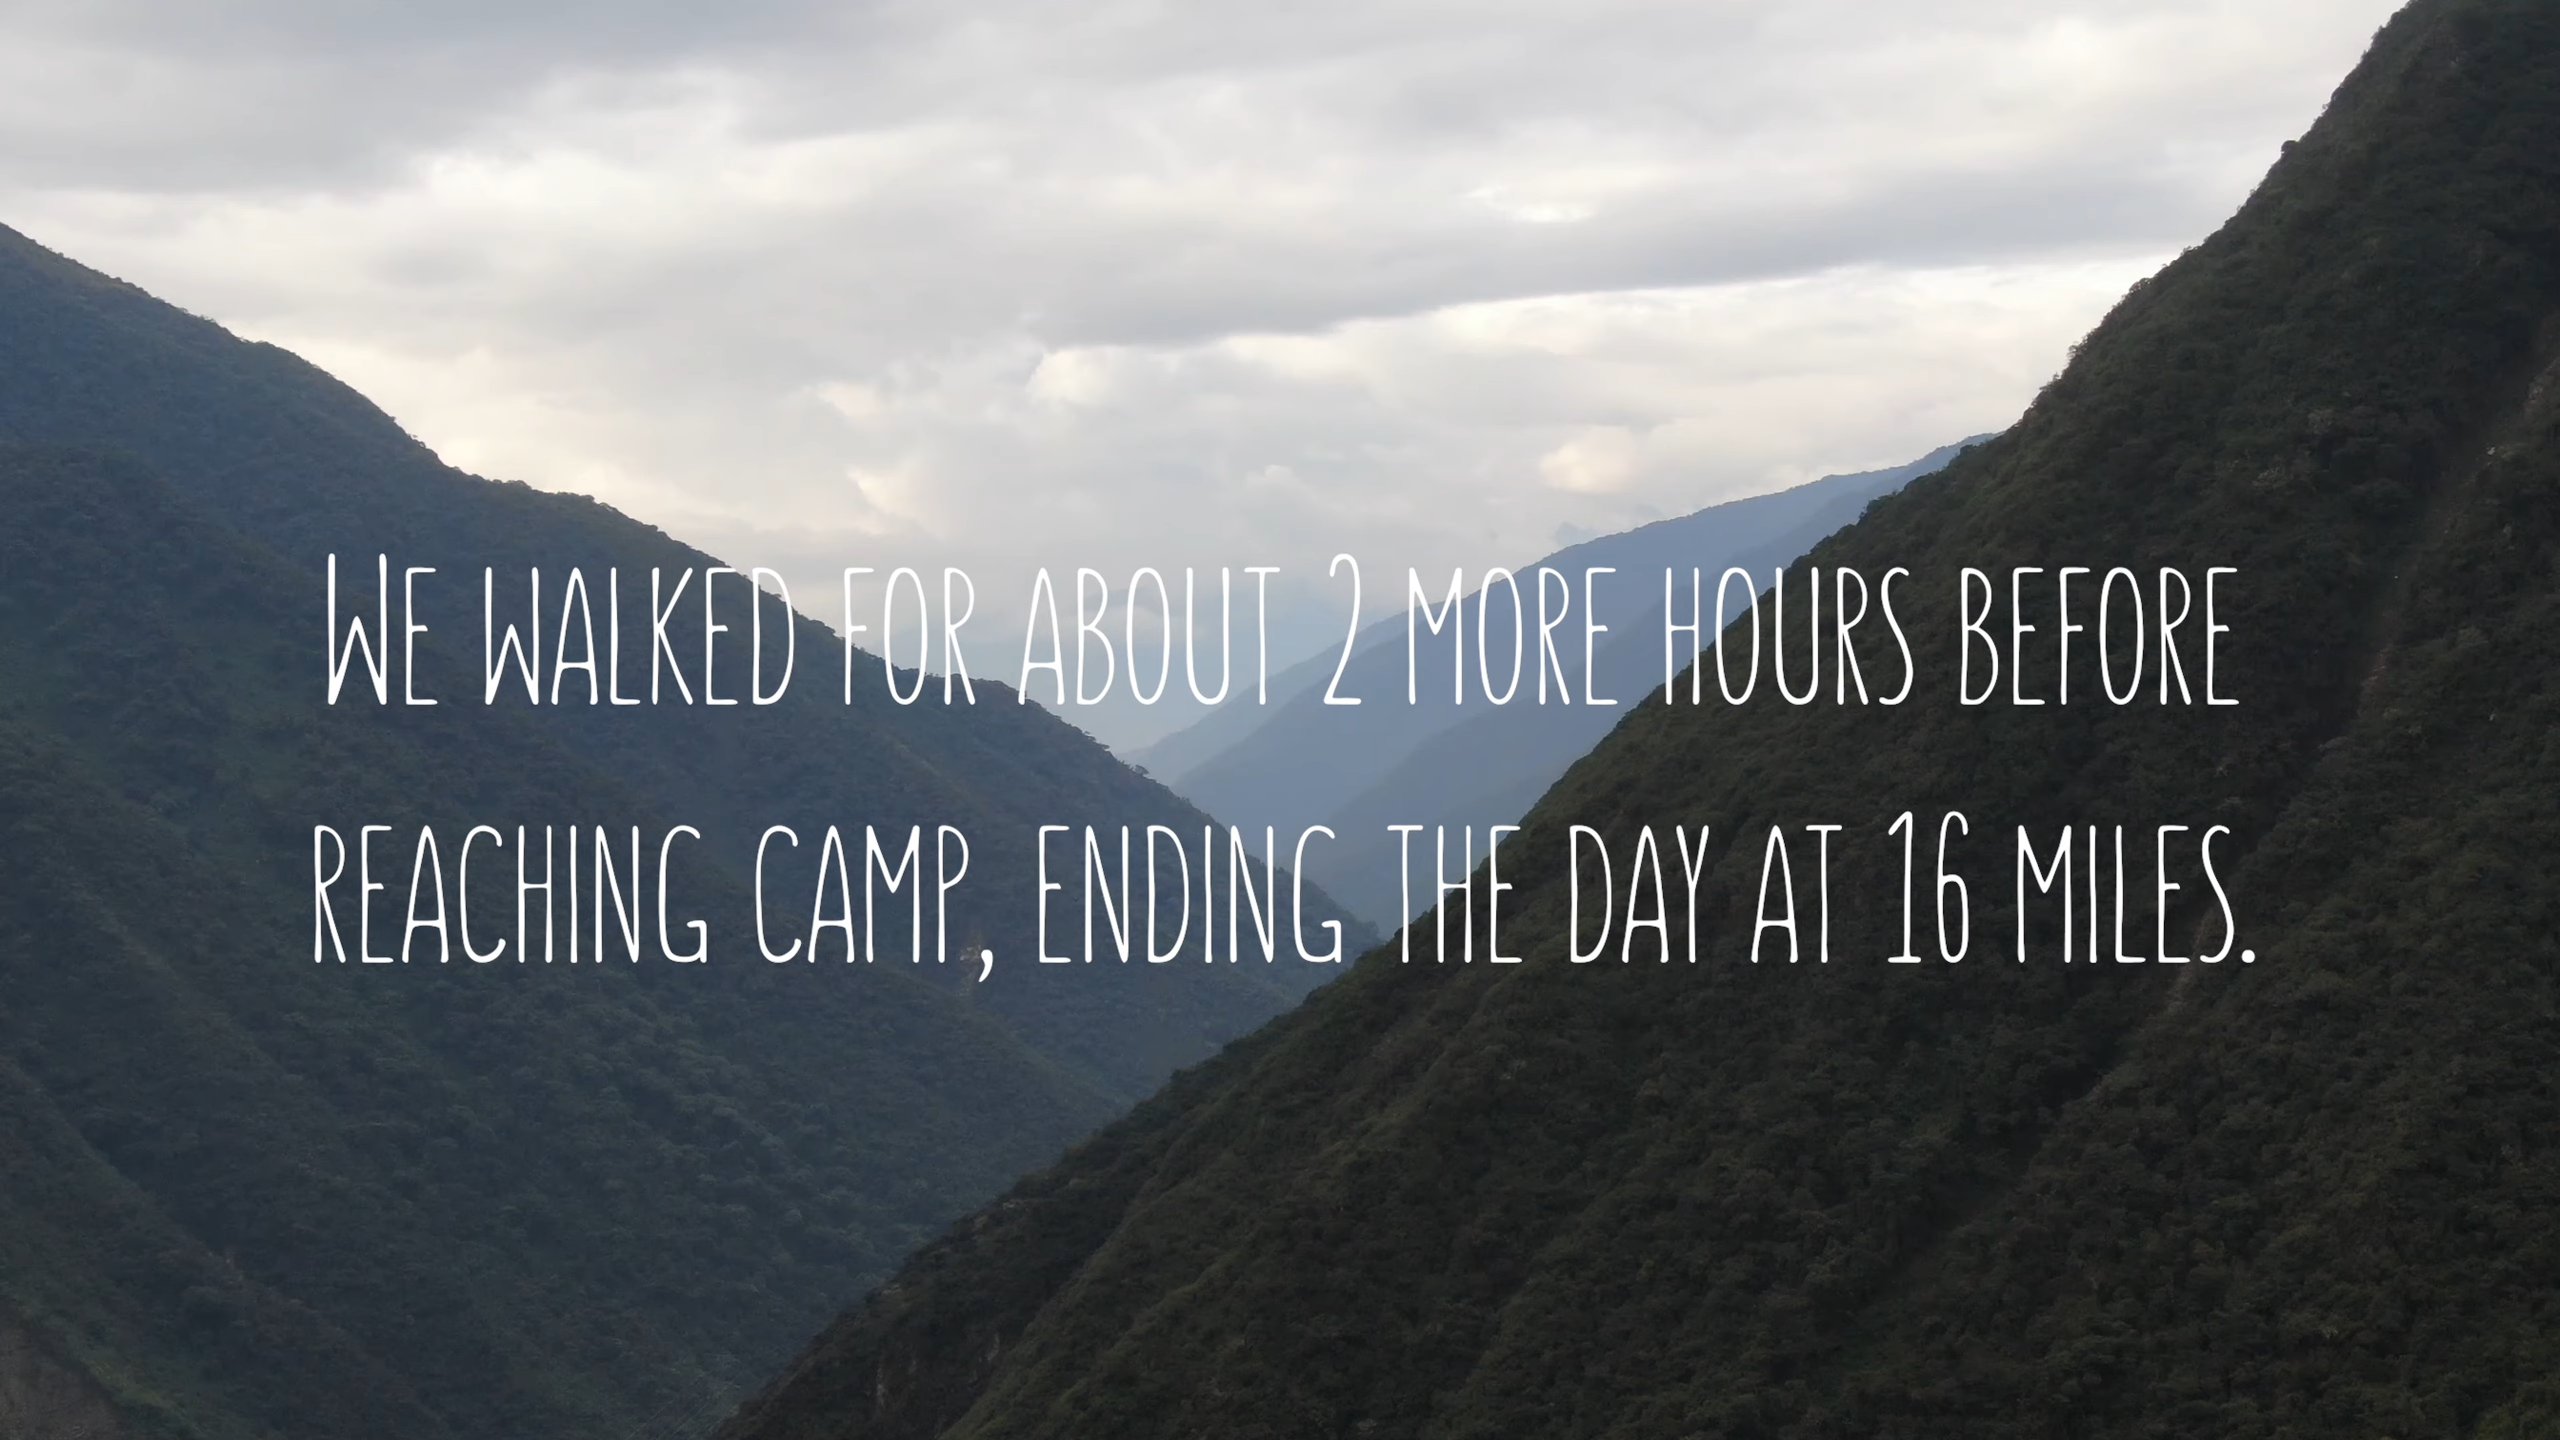 We walked for about 2 more hours before
reaching camp, ending the day at 16 miles.